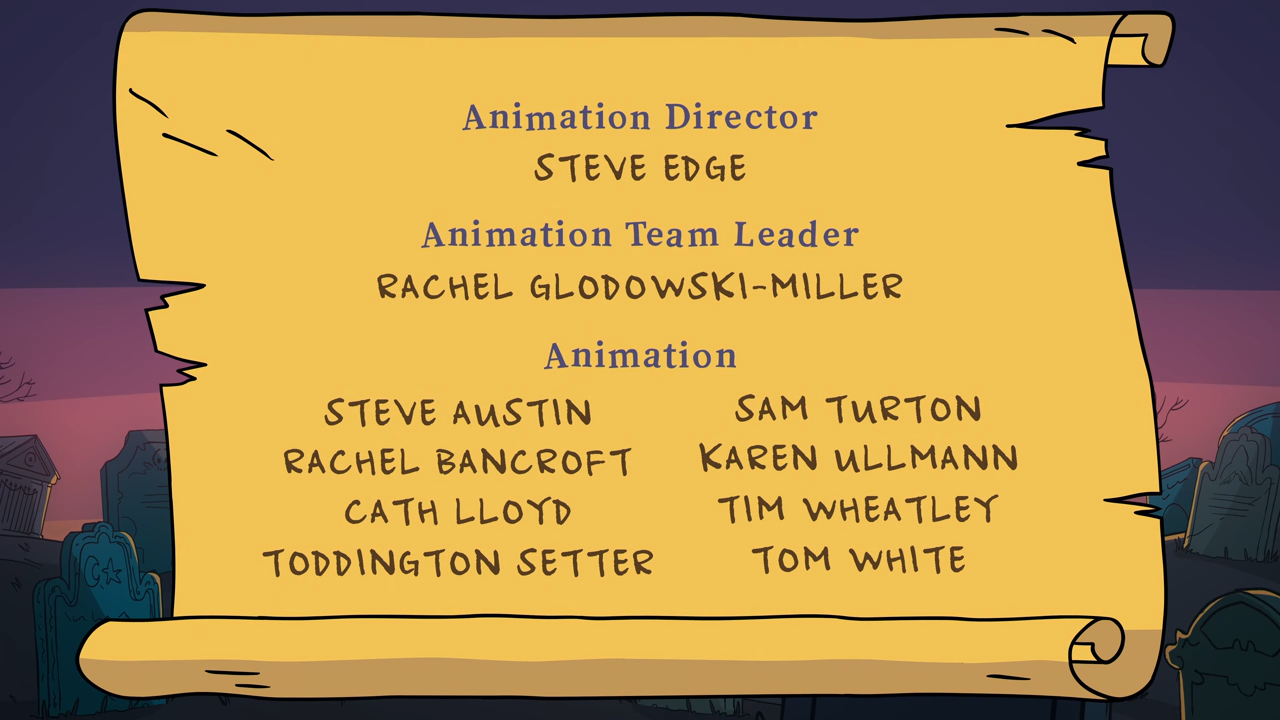 Animation Director
STEVE EDGE
Animation Team Leader
RACHEL GLODOWSKI-MILLER
Animation
STEVE AUSTIN
RACHEL BANCROFT
CATH LLOYD
TODDINGTON SETTER
SAM TURTON
KAREN ULLMANN
TIM WHEATLEY
TOM WHITE